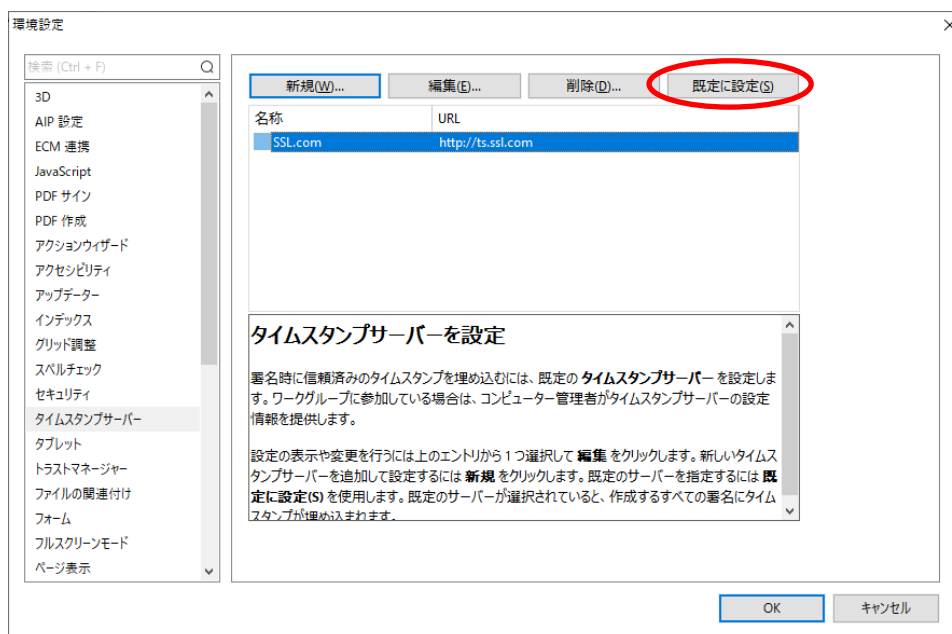 環境設定
検索 (Ctrl + F)
3D
AIP 設定
ECM 連携
JavaScript
PDF サイン
PDF 作成
アクションウィザード
アクセシビリティ
アップデーター
インデックス
グリッド調整
スペルチェック
セキュリティ
タイムスタンプサーバー
タブレット
トラストマネージャー
ファイルの関連付け
フォーム
フルスクリーンモード
ページ表示
新規(W)... 編集(E)... 削除(D)... 既定に設定(S)
名称 URL
SSL.com http://ts.ssl.com
タイムスタンプサーバーを設定
署名時に信頼済みのタイムスタンプを埋め込むには、既定の タイムスタンプサーバー を設定しま
す。ワークグループに参加している場合は、コンピューター管理者がタイムスタンプサーバーの設定
情報を提供します。
設定の表示や変更を行うには上のエントリから 1 つ選択して 編集 をクリックします。新しいタイムス
タンプサーバーを追加して設定するには 新規 をクリックします。既定のサーバーを指定するには 既
定に設定(S) を使用します。既定のサーバーが選択されていると、作成するすべての署名にタイム
スタンプが埋め込まれます。
OK キャンセル